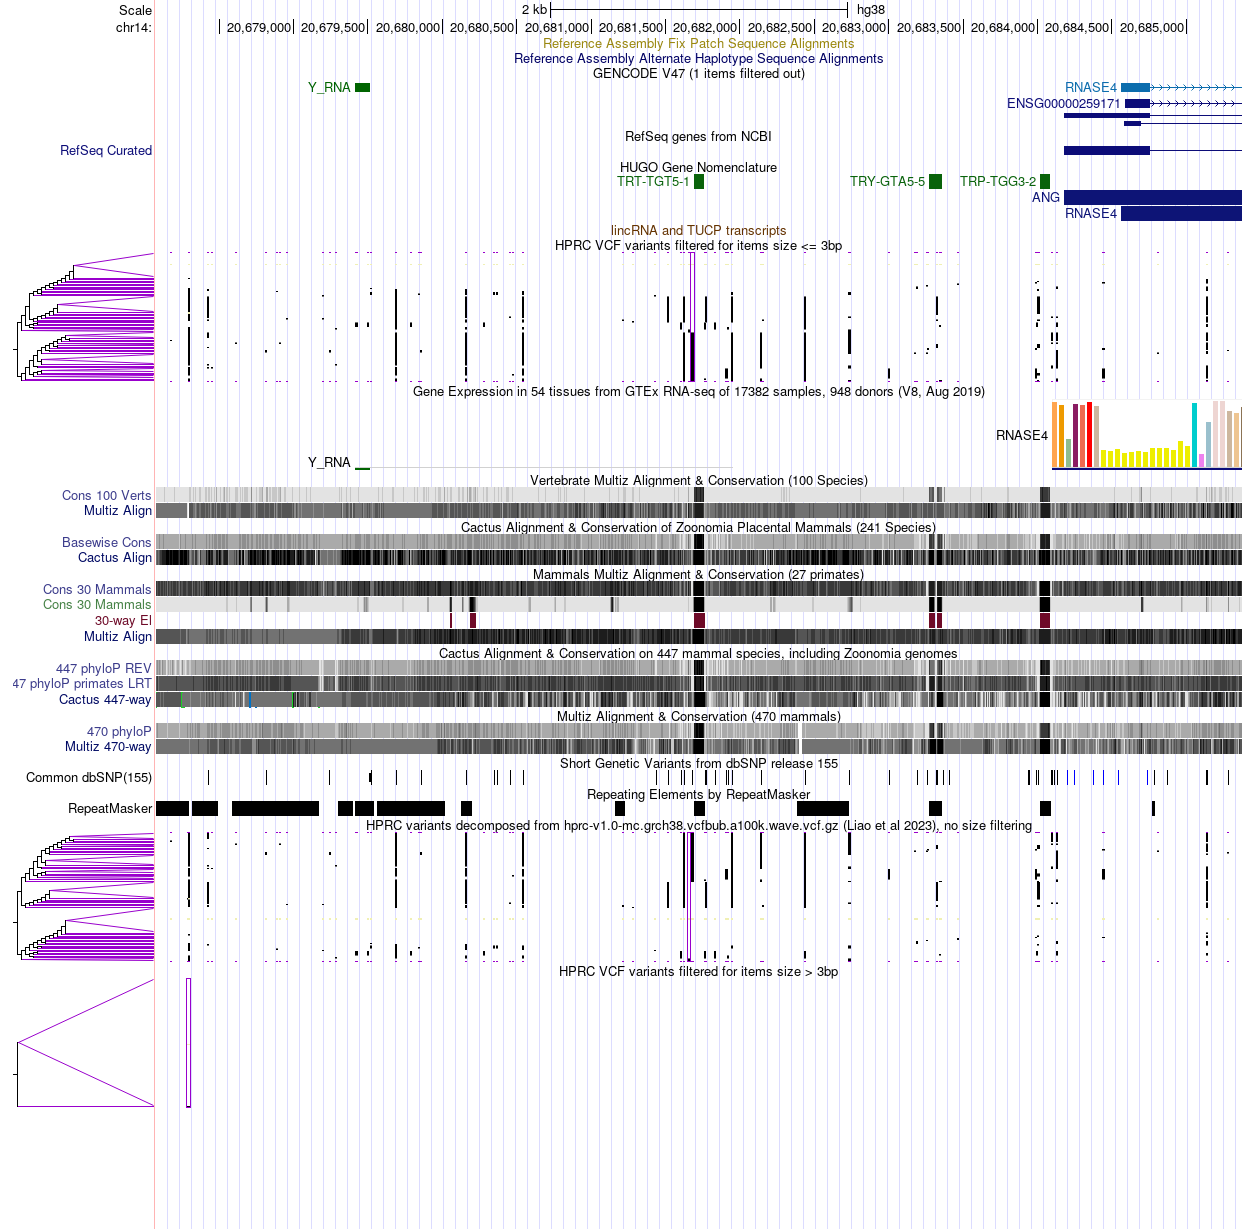 Scale 2 kb hg38
chr14: 20,679,000 20,679,500 20,680,000 20,680,500 20,681,000 20,681,500 20,682,000 20,682,500 20,683,000 20,683,500 20,684,000 20,684,500 20,685,000
Reference Assembly Fix Patch Sequence Alignments
Reference Assembly Alternate Haplotype Sequence Alignments
GENCODE V47 (1 items filtered out)
Y_RNA RNASE4
ENSG00000259171
RefSeq genes from NCBI
RefSeq Curated
HUGO Gene Nomenclature
TRT-TGT5-1 TRY-GTA5-5 TRP-TGG3-2
ANG
RNASE4
lincRNA and TUCP transcripts
HPRC VCF variants filtered for items size <= 3bp
Gene Expression in 54 tissues from GTEx RNA-seq of 17382 samples, 948 donors (V8, Aug 2019)
RNASE4
Y_RNA
Vertebrate Multiz Alignment & Conservation (100 Species)
Cons 100 Verts
Multiz Align
Cactus Alignment & Conservation of Zoonomia Placental Mammals (241 Species)
Basewise Cons
Cactus Align
Mammals Multiz Alignment & Conservation (27 primates)
Cons 30 Mammals
Cons 30 Mammals
30-way El
Multiz Align
Cactus Alignment & Conservation on 447 mammal species, including Zoonomia genomes
447 phyloP REV
47 phyloP primates LRT
Cactus 447-way
Multiz Alignment & Conservation (470 mammals)
470 phyloP
Multiz 470-way
Short Genetic Variants from dbSNP release 155
Common dbSNP(155)
Repeating Elements by RepeatMasker
RepeatMasker
HPRC variants decomposed from hprc-v1.0-mc.grch38.vcfbub.a100k.wave.vcf.gz (Liao et al 2023), no size filtering
HPRC VCF variants filtered for items size > 3bp